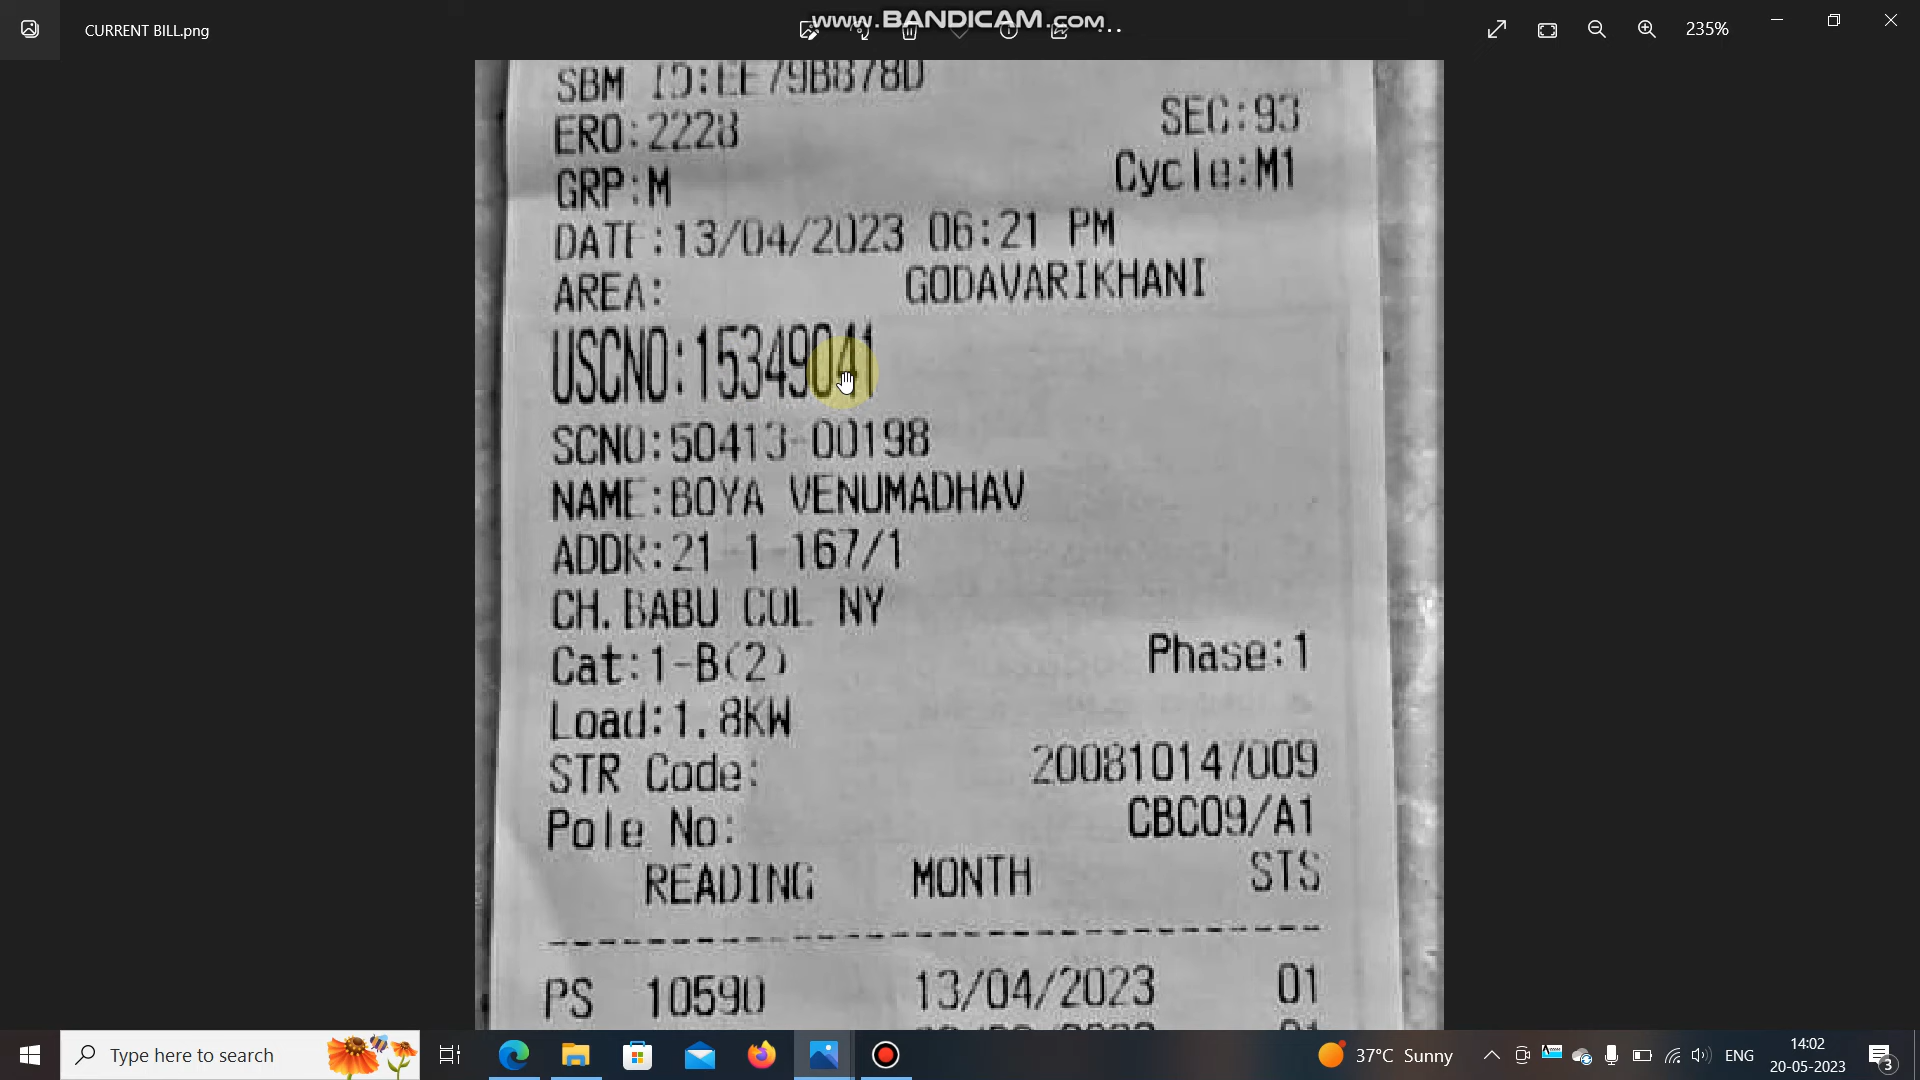 www.BANDICAM.com
CURRENT BILL.png
235%
SBM ID:EE79B878D
ERO:2228
SEC:93
GRP:M
Cycle:M1
DATE:13/04/2023 06:21 PM
AREA: GODAVARIKHANI
USCNO:15349041
SCNO:50413-00198
NAME:BOYA VENUMADHAV
ADDR:21-1-167/1
CH.BABU COL NY
Cat:1-B(2)
Phase:1
Load:1.8KW
STR Code: 20081014/009
Pole No: CBC09/A1
READING MONTH STS
PS 10590 13/04/2023 01
Type here to search
37°C Sunny
ENG
14:02
20-05-2023
3